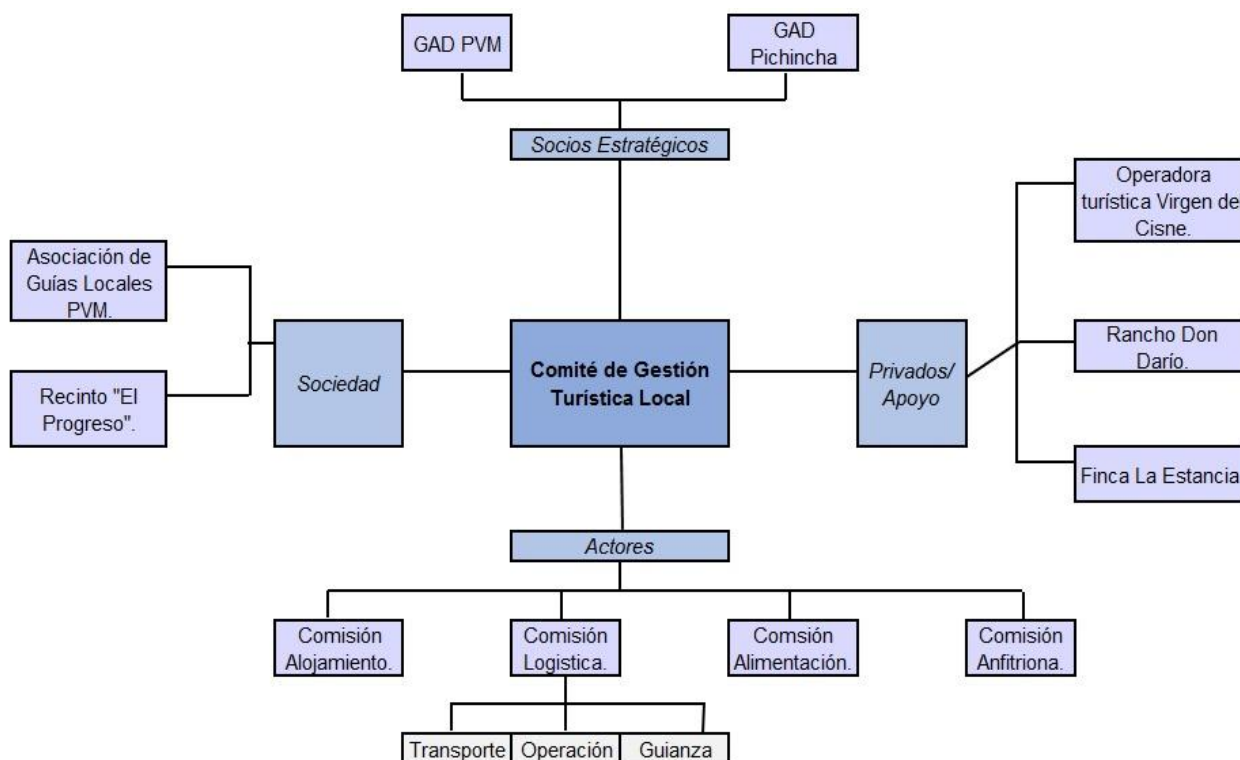 GAD PVM
GAD
Pichincha
Socios Estratégicos
Operadora
turística Virgen del
Cisne.
Asociación de
Guías Locales
PVM.
Sociedad
Comité de Gestión
Turística Local
Privados/
Apoyo
Rancho Don
Darío.
Recinto "El
Progreso".
Finca La Estancia
Actores
Comisión
Alojamiento.
Comisión
Logistica.
Comsión
Alimentación.
Comisión
Anfitriona.
Transporte
Operación
Guianza